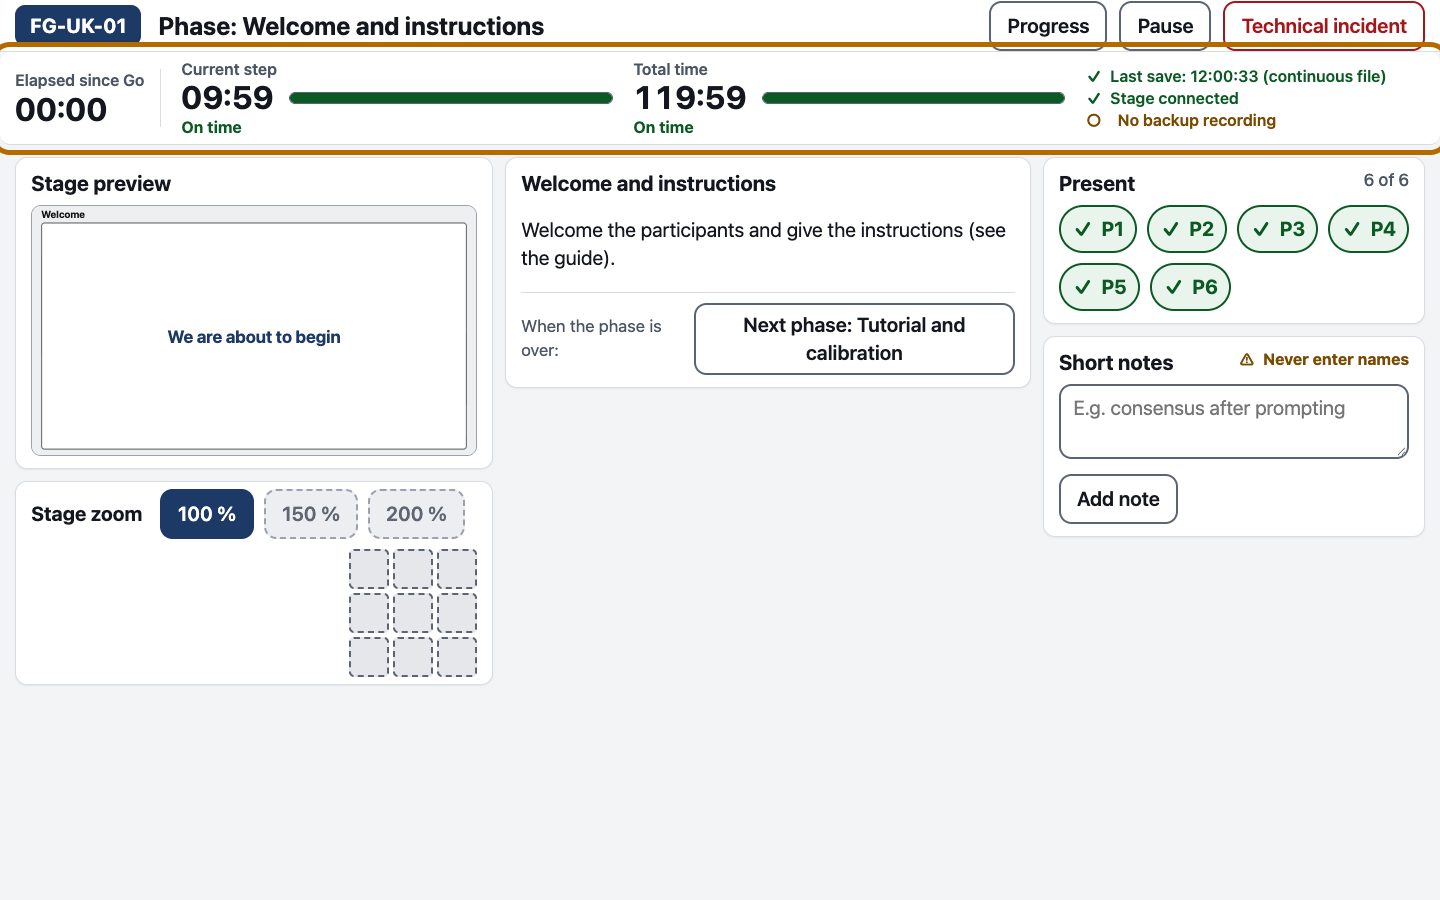 FG-UK-01
Phase: Welcome and instructions
Progress
Pause
Technical incident
Elapsed since Go
00:00
Current step
09:59
On time
Total time
119:59
On time
Last save: 12:00:33 (continuous file)
Stage connected
No backup recording
Stage preview
Welcome
We are about to begin
Stage zoom
100 %
150 %
200 %
Welcome and instructions
Welcome the participants and give the instructions (see
the guide).
When the phase is
over:
Next phase: Tutorial and
calibration
Present
6 of 6
P1
P2
P3
P4
P5
P6
Short notes
Never enter names
E.g. consensus after prompting
Add note